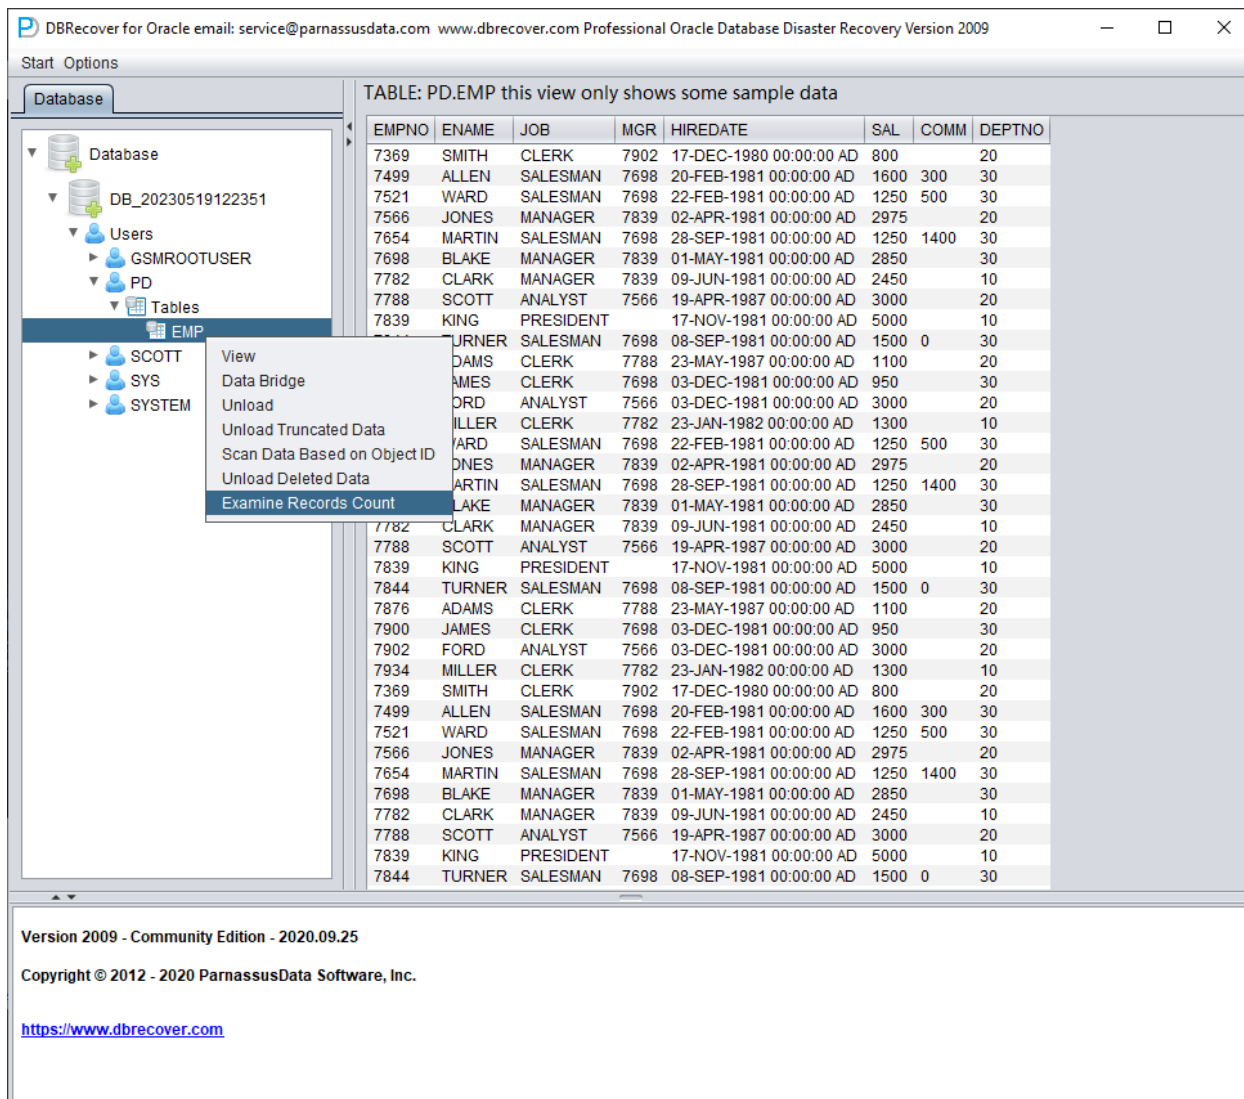 DBRecover for Oracle email: service@parnassusdata.com www.dbrecover.com Professional Oracle Database Disaster Recovery Version 2009
Start Options
Database
Database
DB_20230519122351
Users
GSMROOTUSER
PD
Tables
EMP
SCOTT
SYS
SYSTEM
View
Data Bridge
Unload
Unload Truncated Data
Scan Data Based on Object ID
Unload Deleted Data
Examine Records Count
TABLE: PD.EMP this view only shows some sample data
EMPNO ENAME JOB MGR HIREDATE SAL COMM DEPTNO
7369 SMITH CLERK 7902 17-DEC-1980 00:00:00 AD 800 20
7499 ALLEN SALESMAN 7698 20-FEB-1981 00:00:00 AD 1600 300 30
7521 WARD SALESMAN 7698 22-FEB-1981 00:00:00 AD 1250 500 30
7566 JONES MANAGER 7839 02-APR-1981 00:00:00 AD 2975 20
7654 MARTIN SALESMAN 7698 28-SEP-1981 00:00:00 AD 1250 1400 30
7698 BLAKE MANAGER 7839 01-MAY-1981 00:00:00 AD 2850 30
7782 CLARK MANAGER 7839 09-JUN-1981 00:00:00 AD 2450 10
7788 SCOTT ANALYST 7566 19-APR-1987 00:00:00 AD 3000 20
7839 KING PRESIDENT 17-NOV-1981 00:00:00 AD 5000 10
TURNER SALESMAN 7698 08-SEP-1981 00:00:00 AD 1500 0 30
DAMS CLERK 7788 23-MAY-1987 00:00:00 AD 1100 20
AMES CLERK 7698 03-DEC-1981 00:00:00 AD 950 30
ORD ANALYST 7566 03-DEC-1981 00:00:00 AD 3000 20
ILLER CLERK 7782 23-JAN-1982 00:00:00 AD 1300 10
ARD SALESMAN 7698 22-FEB-1981 00:00:00 AD 1250 500 30
ONES MANAGER 7839 02-APR-1981 00:00:00 AD 2975 20
ARTIN SALESMAN 7698 28-SEP-1981 00:00:00 AD 1250 1400 30
LAKE MANAGER 7839 01-MAY-1981 00:00:00 AD 2850 30
7782 CLARK MANAGER 7839 09-JUN-1981 00:00:00 AD 2450 10
7788 SCOTT ANALYST 7566 19-APR-1987 00:00:00 AD 3000 20
7839 KING PRESIDENT 17-NOV-1981 00:00:00 AD 5000 10
7844 TURNER SALESMAN 7698 08-SEP-1981 00:00:00 AD 1500 0 30
7876 ADAMS CLERK 7788 23-MAY-1987 00:00:00 AD 1100 20
7900 JAMES CLERK 7698 03-DEC-1981 00:00:00 AD 950 30
7902 FORD ANALYST 7566 03-DEC-1981 00:00:00 AD 3000 20
7934 MILLER CLERK 7782 23-JAN-1982 00:00:00 AD 1300 10
7369 SMITH CLERK 7902 17-DEC-1980 00:00:00 AD 800 20
7499 ALLEN SALESMAN 7698 20-FEB-1981 00:00:00 AD 1600 300 30
7521 WARD SALESMAN 7698 22-FEB-1981 00:00:00 AD 1250 500 30
7566 JONES MANAGER 7839 02-APR-1981 00:00:00 AD 2975 20
7654 MARTIN SALESMAN 7698 28-SEP-1981 00:00:00 AD 1250 1400 30
7698 BLAKE MANAGER 7839 01-MAY-1981 00:00:00 AD 2850 30
7782 CLARK MANAGER 7839 09-JUN-1981 00:00:00 AD 2450 10
7788 SCOTT ANALYST 7566 19-APR-1987 00:00:00 AD 3000 20
7839 KING PRESIDENT 17-NOV-1981 00:00:00 AD 5000 10
7844 TURNER SALESMAN 7698 08-SEP-1981 00:00:00 AD 1500 0 30
Version 2009 - Community Edition - 2020.09.25
Copyright © 2012 - 2020 ParnassusData Software, Inc.
https://www.dbrecover.com